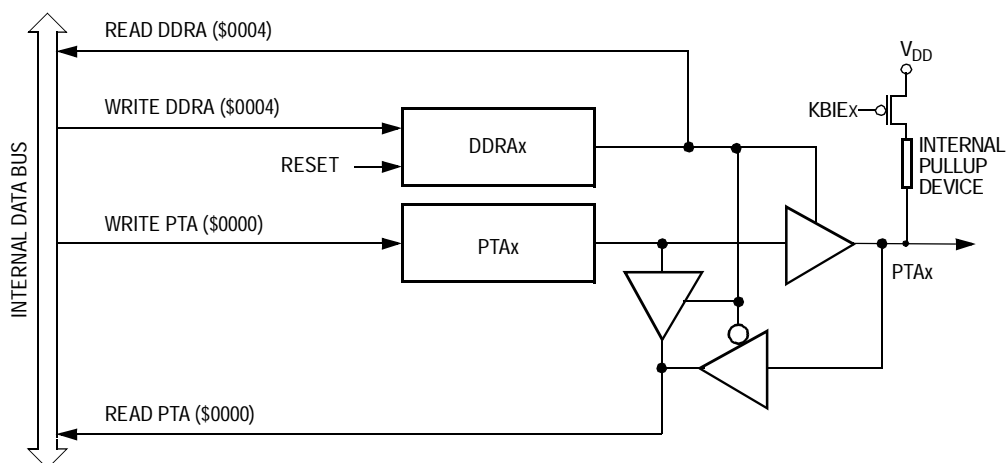 READ DDRA ($0004)
V_DD
WRITE DDRA ($0004)
KBIEx
DDRAx
INTERNAL
PULLUP
DEVICE
RESET
INTERNAL DATA BUS
WRITE PTA ($0000)
PTAx
PTAx
READ PTA ($0000)